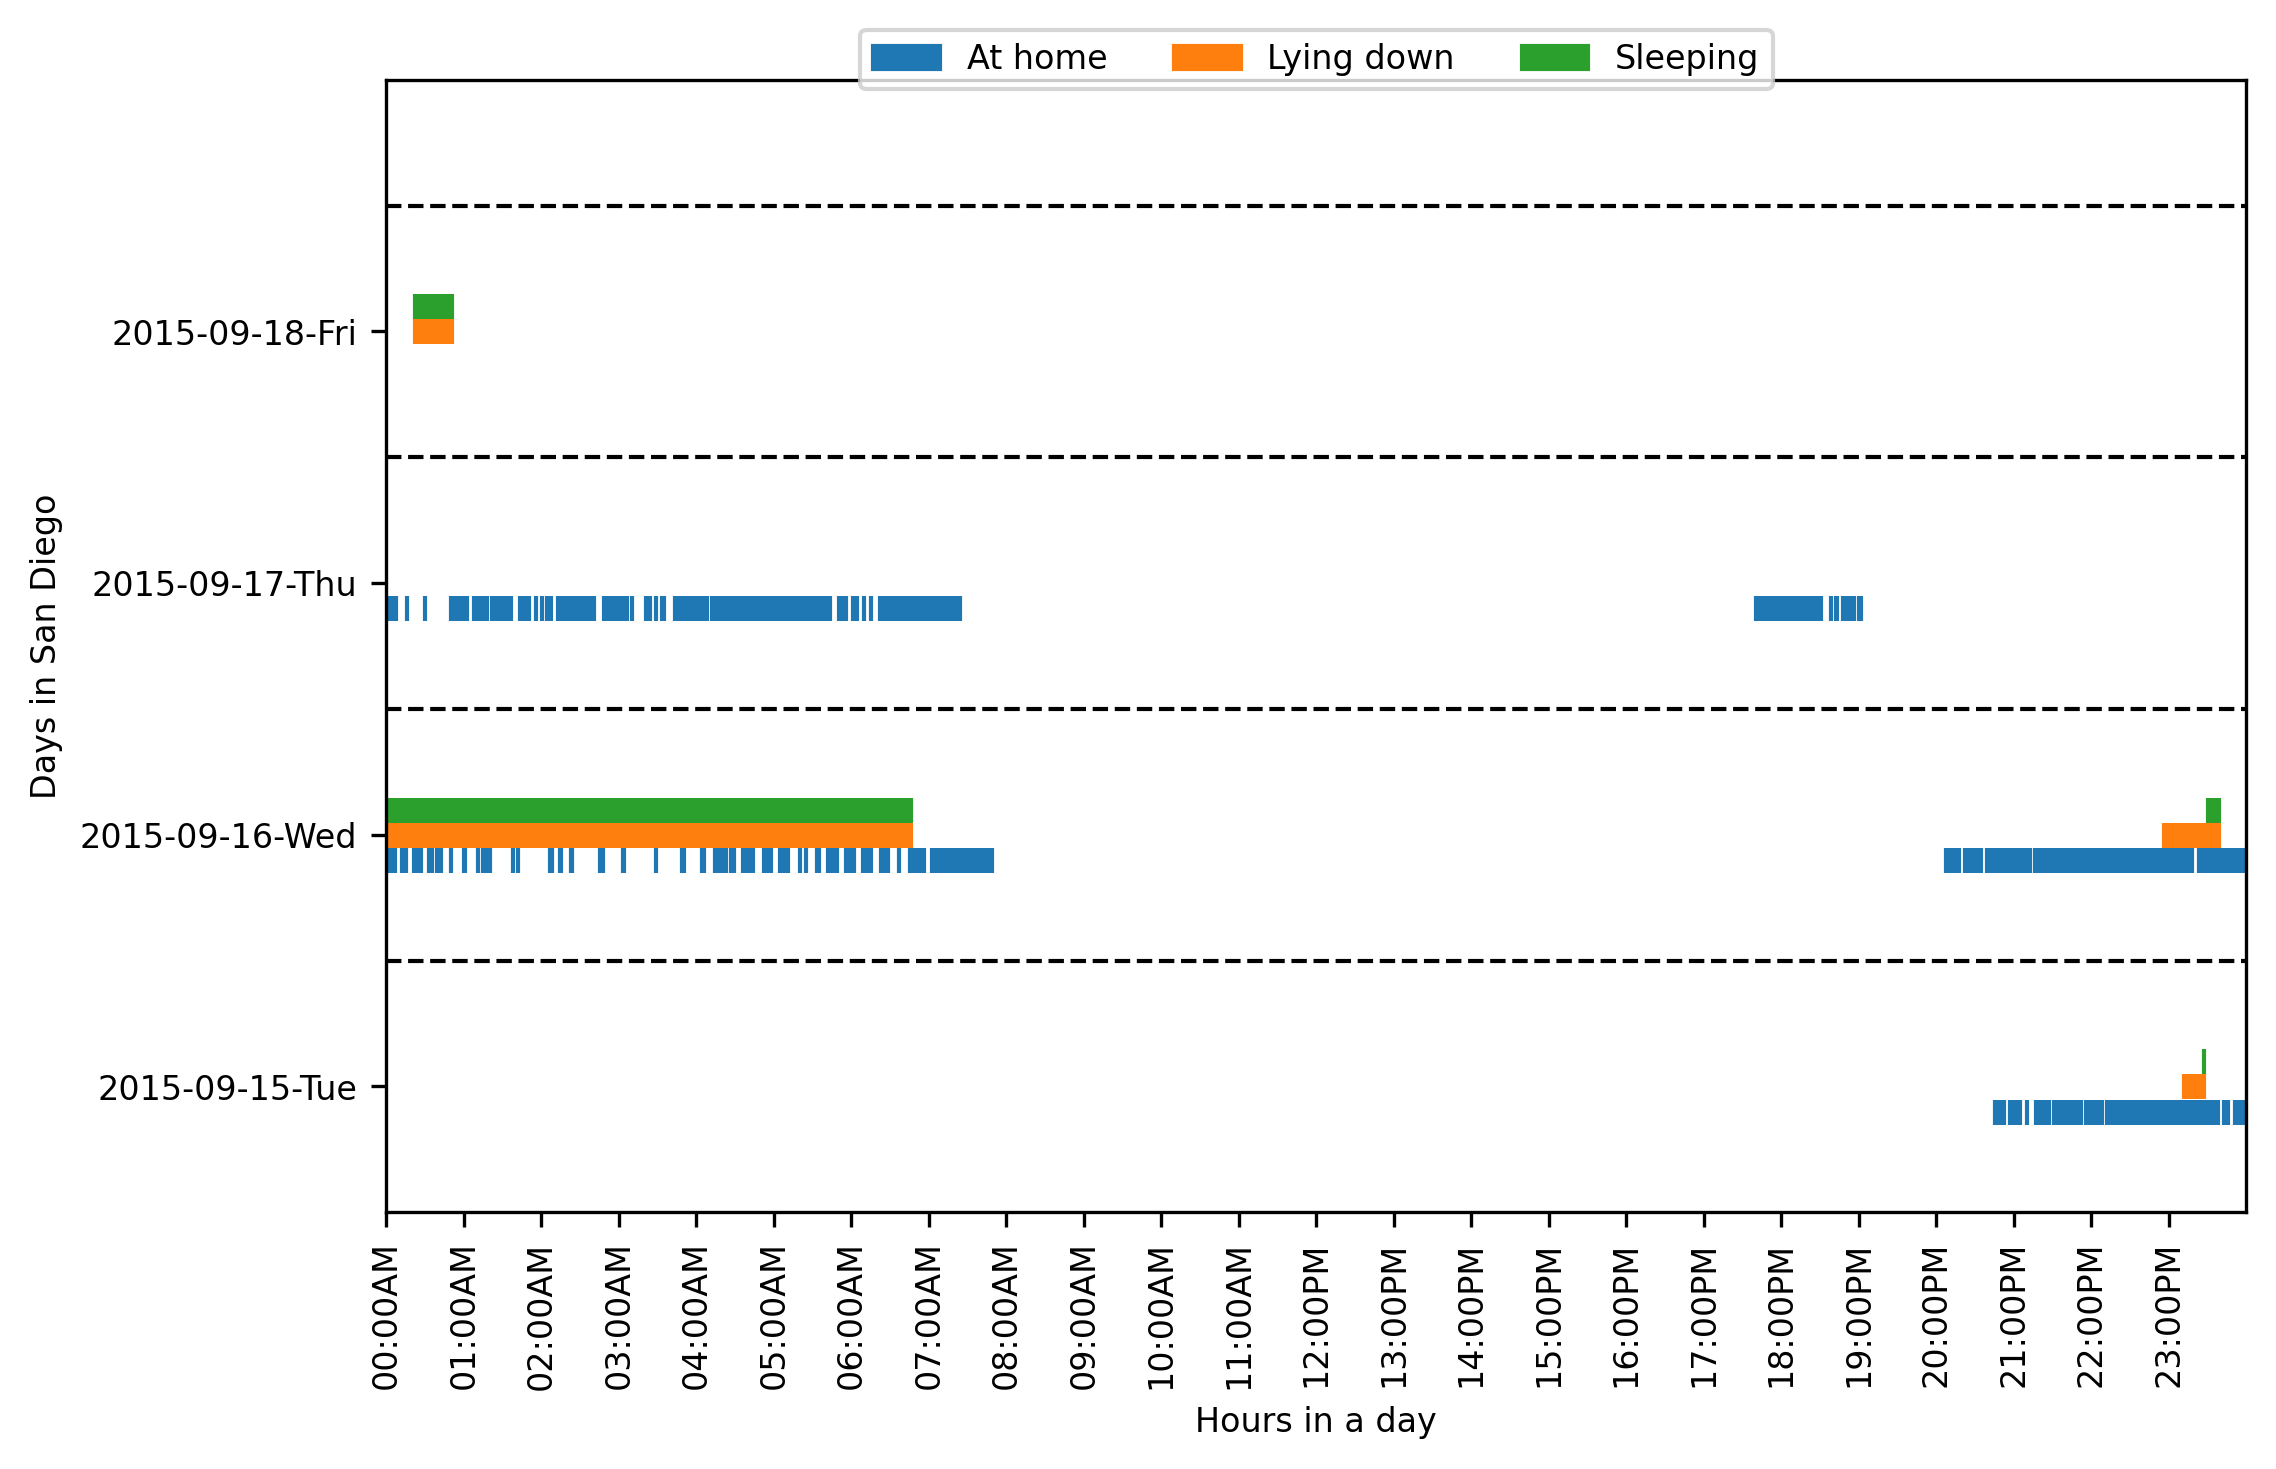 At home Lying down Sleeping
2015-09-18-Fri
2015-09-17-Thu
2015-09-16-Wed
2015-09-15-Tue
Days in San Diego
00:00AM
01:00AM
02:00AM
03:00AM
04:00AM
05:00AM
06:00AM
07:00AM
08:00AM
09:00AM
10:00AM
11:00AM
12:00PM
13:00PM
14:00PM
15:00PM
16:00PM
17:00PM
18:00PM
19:00PM
20:00PM
21:00PM
22:00PM
23:00PM
Hours in a day